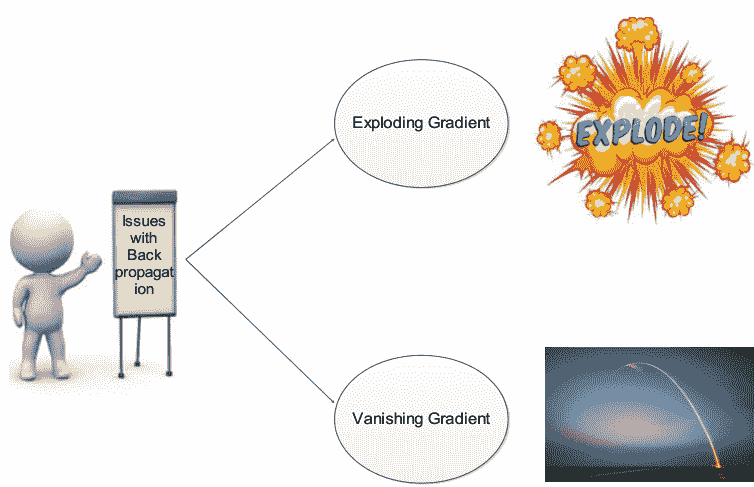 Issues
with
Back
propagat
ion
Exploding Gradient
EXPLODE!
Vanishing Gradient